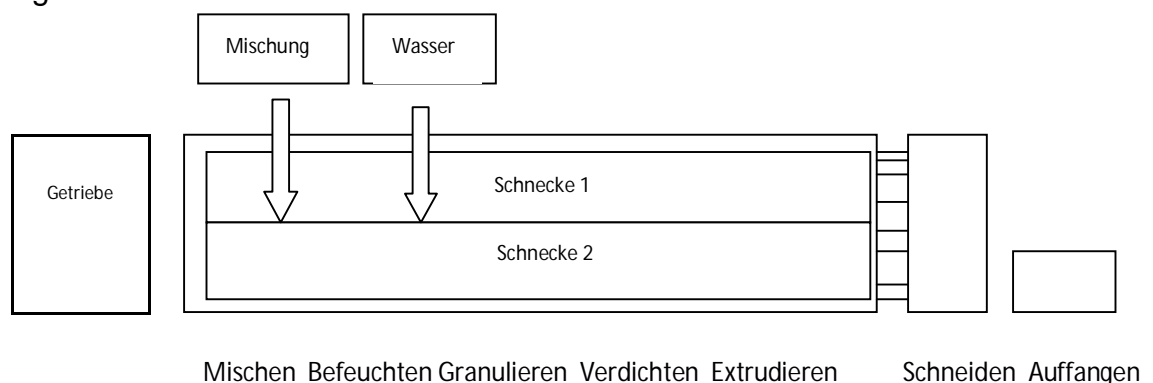 Mischung
Wasser
Getriebe
Schnecke 1
Schnecke 2
Mischen Befeuchten Granulieren Verdichten Extrudieren Schneiden Auffangen